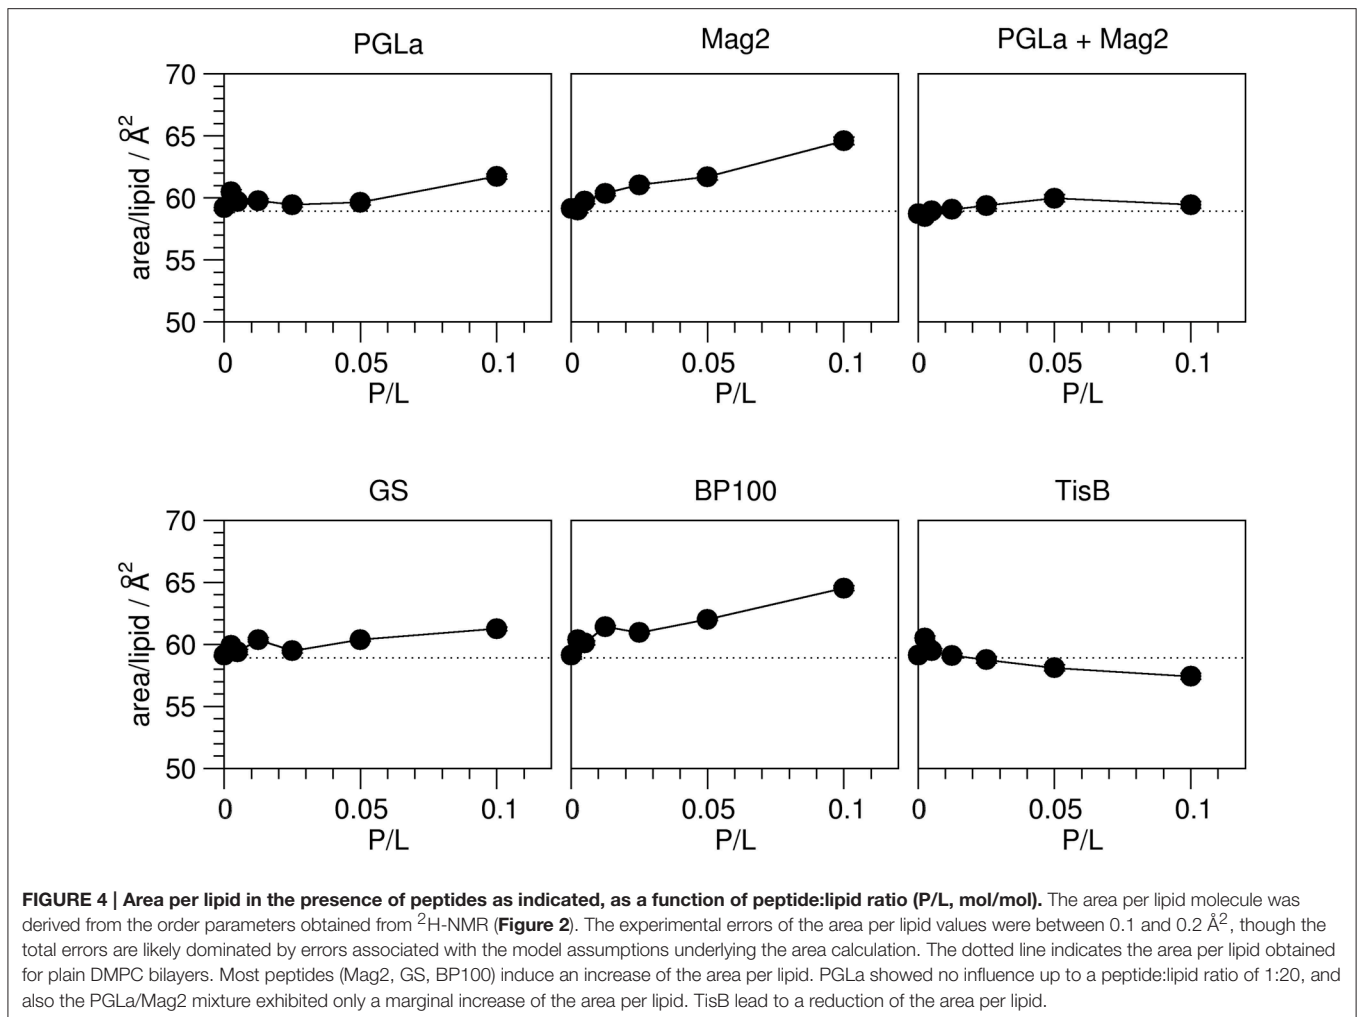 PGLa
Mag2
PGLa + Mag2
area/lipid / Å²
70
65
60
55
50
0 0.05 0.1
P/L
0 0.05 0.1
P/L
0 0.05 0.1
P/L
GS
BP100
TisB
area/lipid / Å²
70
65
60
55
50
0 0.05 0.1
P/L
0 0.05 0.1
P/L
0 0.05 0.1
P/L
FIGURE 4 | Area per lipid in the presence of peptides as indicated, as a function of peptide:lipid ratio (P/L, mol/mol). The area per lipid molecule was
derived from the order parameters obtained from ²H-NMR (Figure 2). The experimental errors of the area per lipid values were between 0.1 and 0.2 Å², though the
total errors are likely dominated by errors associated with the model assumptions underlying the area calculation. The dotted line indicates the area per lipid obtained
for plain DMPC bilayers. Most peptides (Mag2, GS, BP100) induce an increase of the area per lipid. PGLa showed no influence up to a peptide:lipid ratio of 1:20, and
also the PGLa/Mag2 mixture exhibited only a marginal increase of the area per lipid. TisB lead to a reduction of the area per lipid.